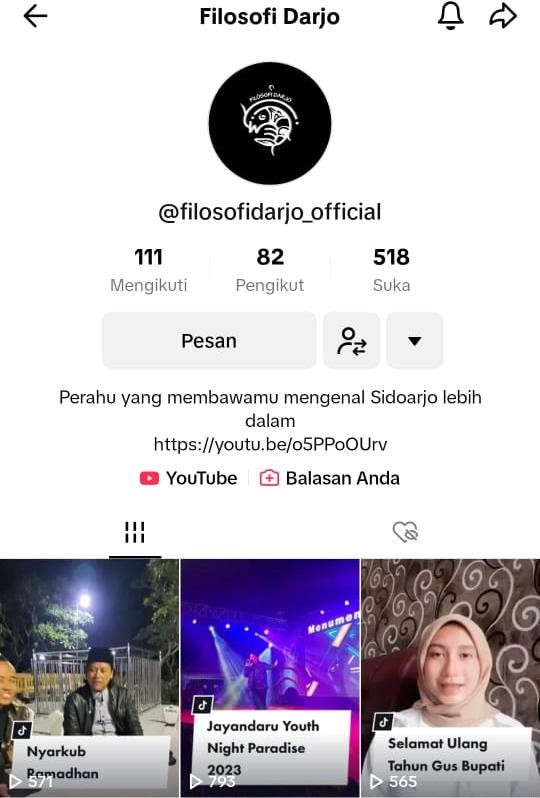 Filosofi Darjo
FILOSOFI DARJO
@filosofidarjo_official
111
82
518
Mengikuti
Pengikut
Suka
Pesan
Perahu yang membawamu mengenal Sidoarjo lebih
dalam
https://youtu.be/o5PPoOUrv
YouTube
Balasan Anda
Nyarkub
Ramadhan
571
Monumen
Jayandaru Youth
Night Paradise
2023
793
Selamat Ulang
Tahun Gus Bupati
565